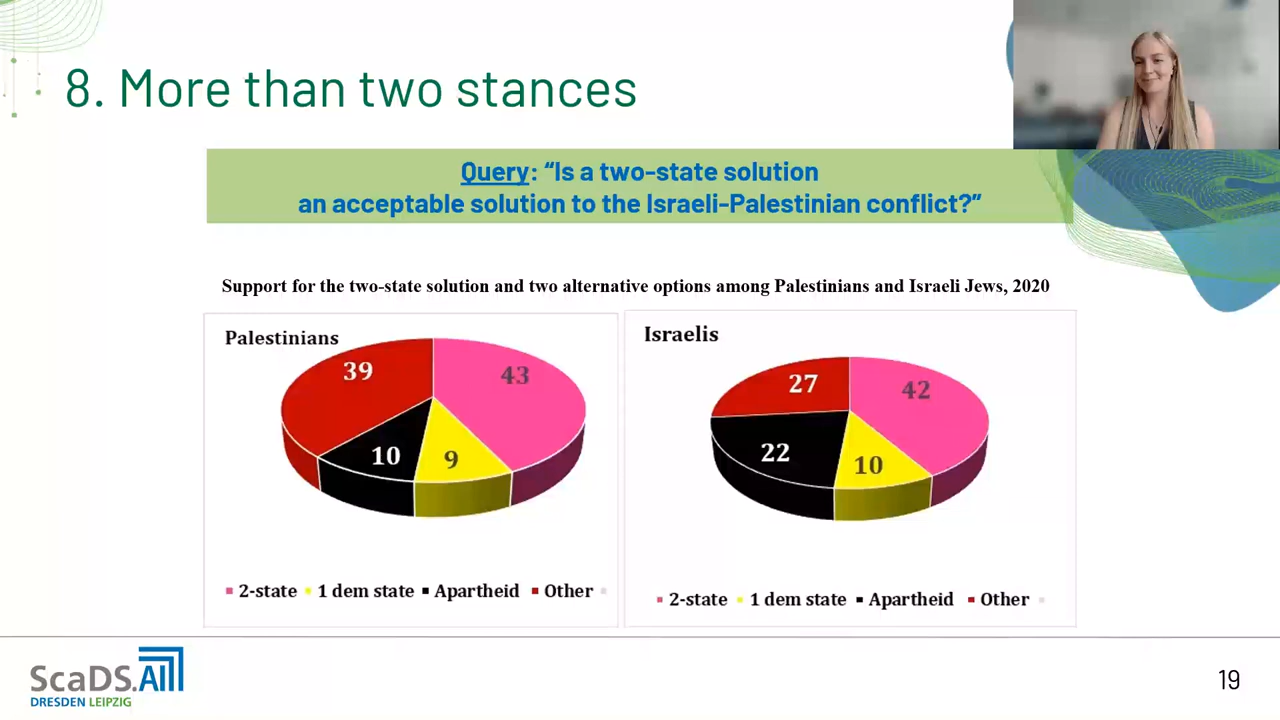 8. More than two stances
Query: “Is a two-state solution
an acceptable solution to the Israeli-Palestinian conflict?”
Support for the two-state solution and two alternative options among Palestinians and Israeli Jews, 2020
Palestinians
39
43
10
9
2-state 1 dem state Apartheid Other
Israelis
27
42
22
10
2-state 1 dem state Apartheid Other
ScaDS.AI
DRESDEN LEIPZIG
19